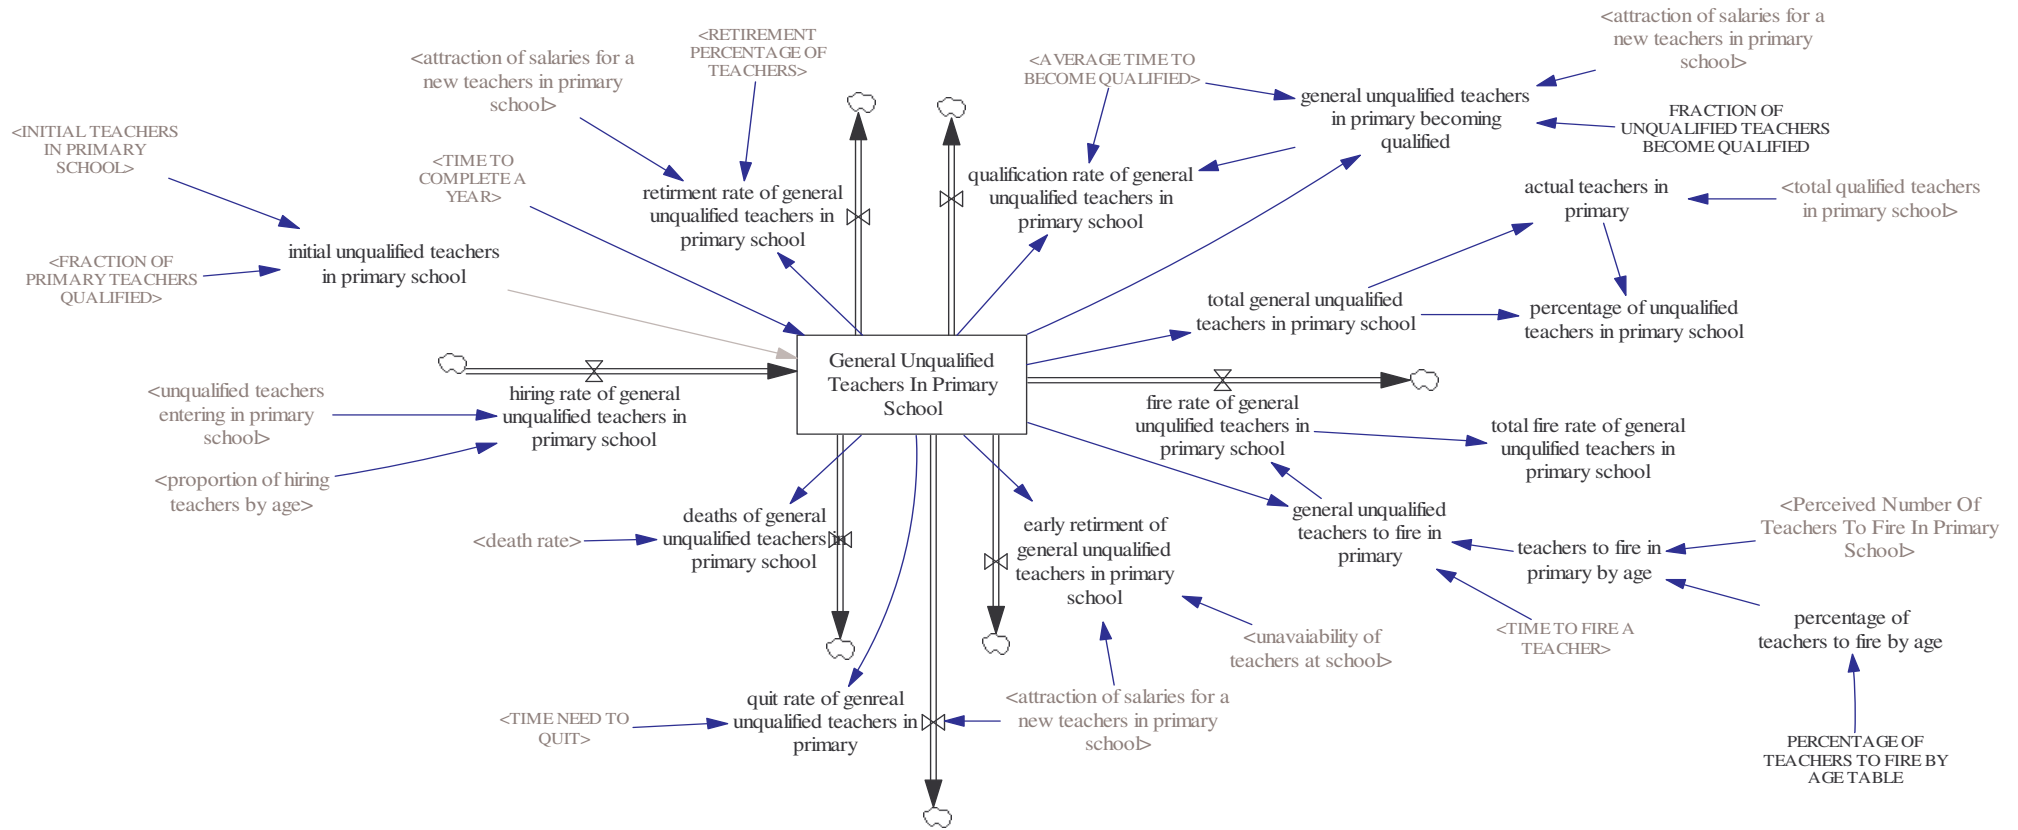 <attraction of salaries for a
new teachers in primary
school>
<RETIREMENT
PERCENTAGE OF
TEACHERS>
<AVERAGE TIME TO
BECOME QUALIFIED>
<attraction of salaries for a
new teachers in primary
school>
general unqualified teachers
in primary becoming
qualified
FRACTION OF
UNQUALIFIED TEACHERS
BECOME QUALIFIED
<INITIAL TEACHERS
IN PRIMARY
SCHOOL>
<TIME TO
COMPLETE A
YEAR>
retirment rate of general
unqualified teachers in
primary school
qualification rate of general
unqualified teachers in
primary school
actual teachers in
primary
<total qualified teachers
in primary school>
initial unqualified teachers
in primary school
<FRACTION OF
PRIMARY TEACHERS
QUALIFIED>
total general unqualified
teachers in primary school
percentage of unqualified
teachers in primary school
General Unqualified
Teachers In Primary
School
<unqualified teachers
entering in primary
school>
hiring rate of general
unqualified teachers in
primary school
fire rate of general
unqulified teachers in
primary school
total fire rate of general
unqulified teachers in
primary school
<proportion of hiring
teachers by age>
<death rate>
deaths of general
unqualified teachers in
primary school
early retirment of
general unqualified
teachers in primary
school
general unqualified
teachers to fire in
primary
teachers to fire in
primary by age
<Perceived Number Of
Teachers To Fire In Primary
School>
<unavaiability of
teachers at school>
<TIME TO FIRE A
TEACHER>
percentage of
teachers to fire by age
<TIME NEED TO
QUIT>
quit rate of genreal
unqualified teachers in
primary
<attraction of salaries for a
new teachers in primary
school>
PERCENTAGE OF
TEACHERS TO FIRE BY
AGE TABLE